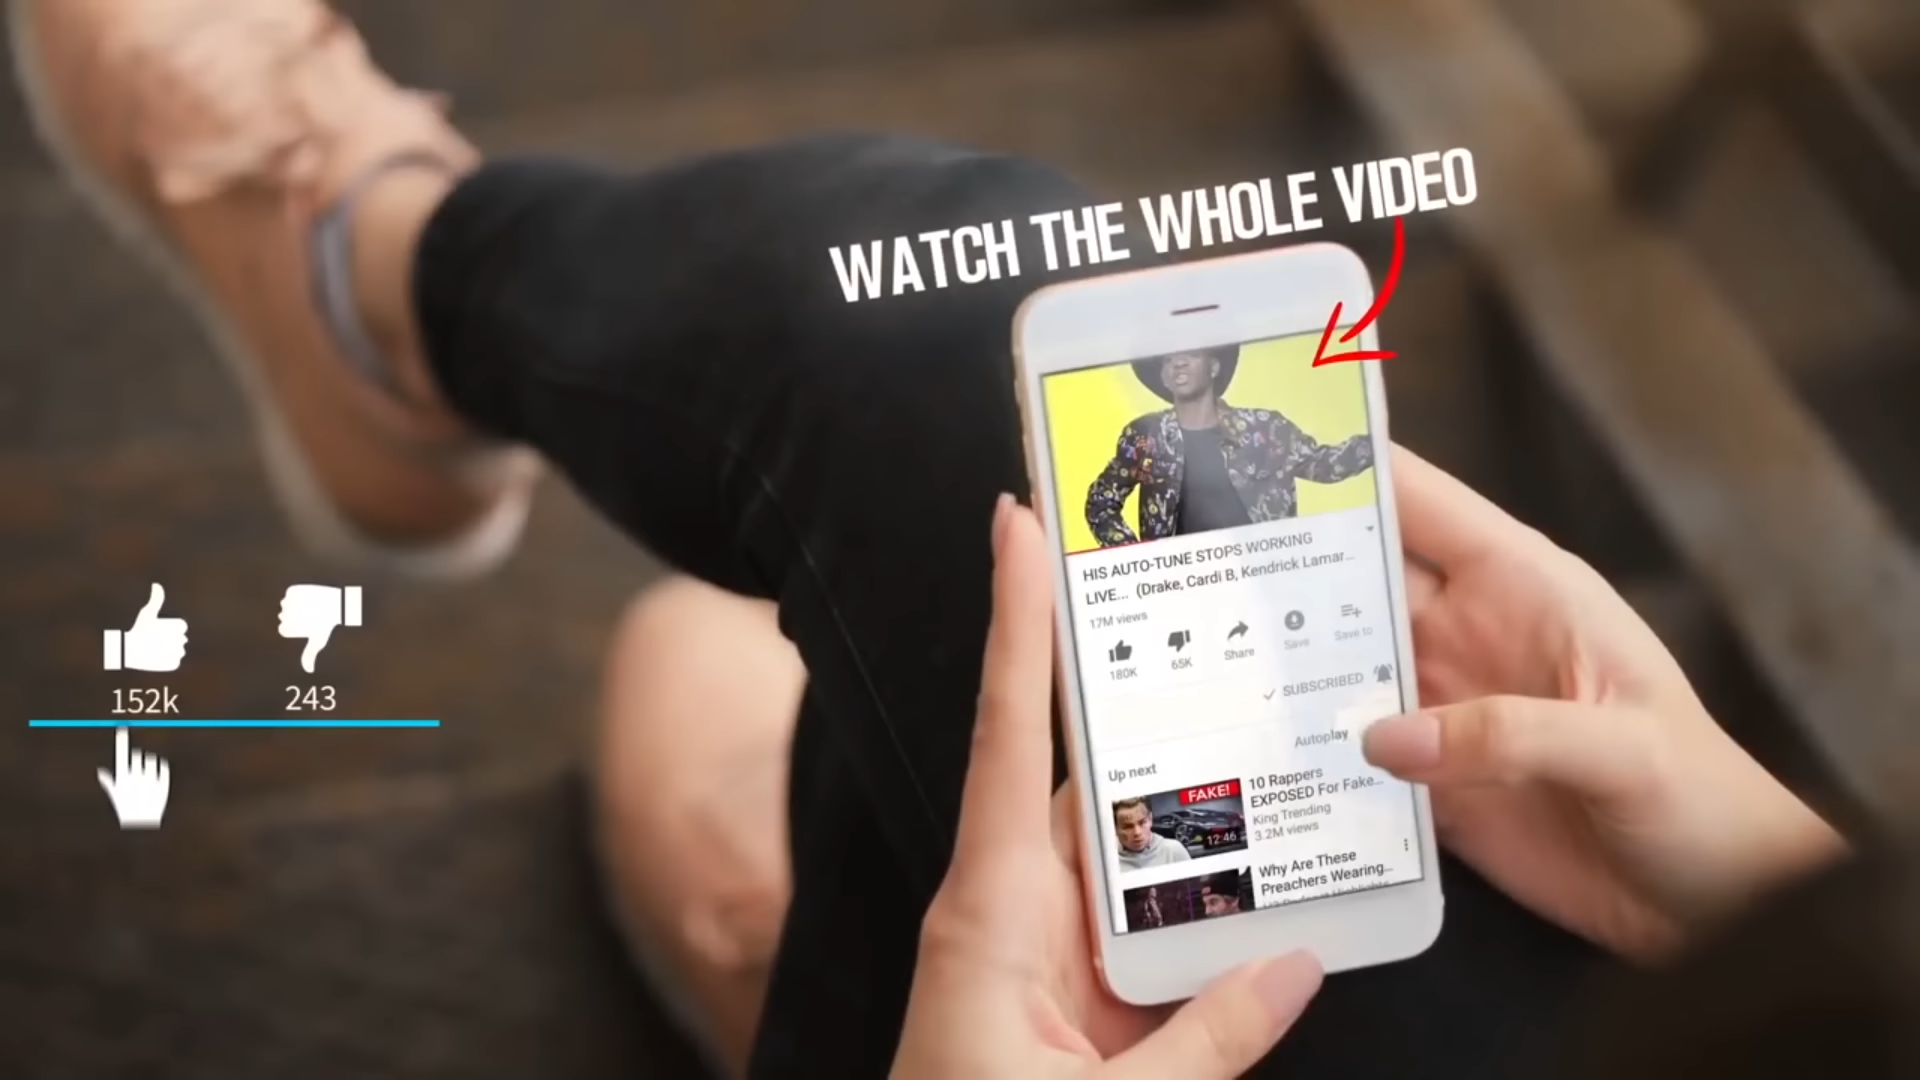 WATCH THE WHOLE VIDEO
HIS AUTO-TUNE STOPS WORKING
LIVE... (Drake, Cardi B, Kendrick Lamar...
17M views
180K
65K
Share
Save
Save to
SUBSCRIBED
Autoplay
Up next
FAKE!
12:46
10 Rappers
EXPOSED For Fake...
King Trending
3.2M views
Why Are These
Preachers Wearing...
152k
243